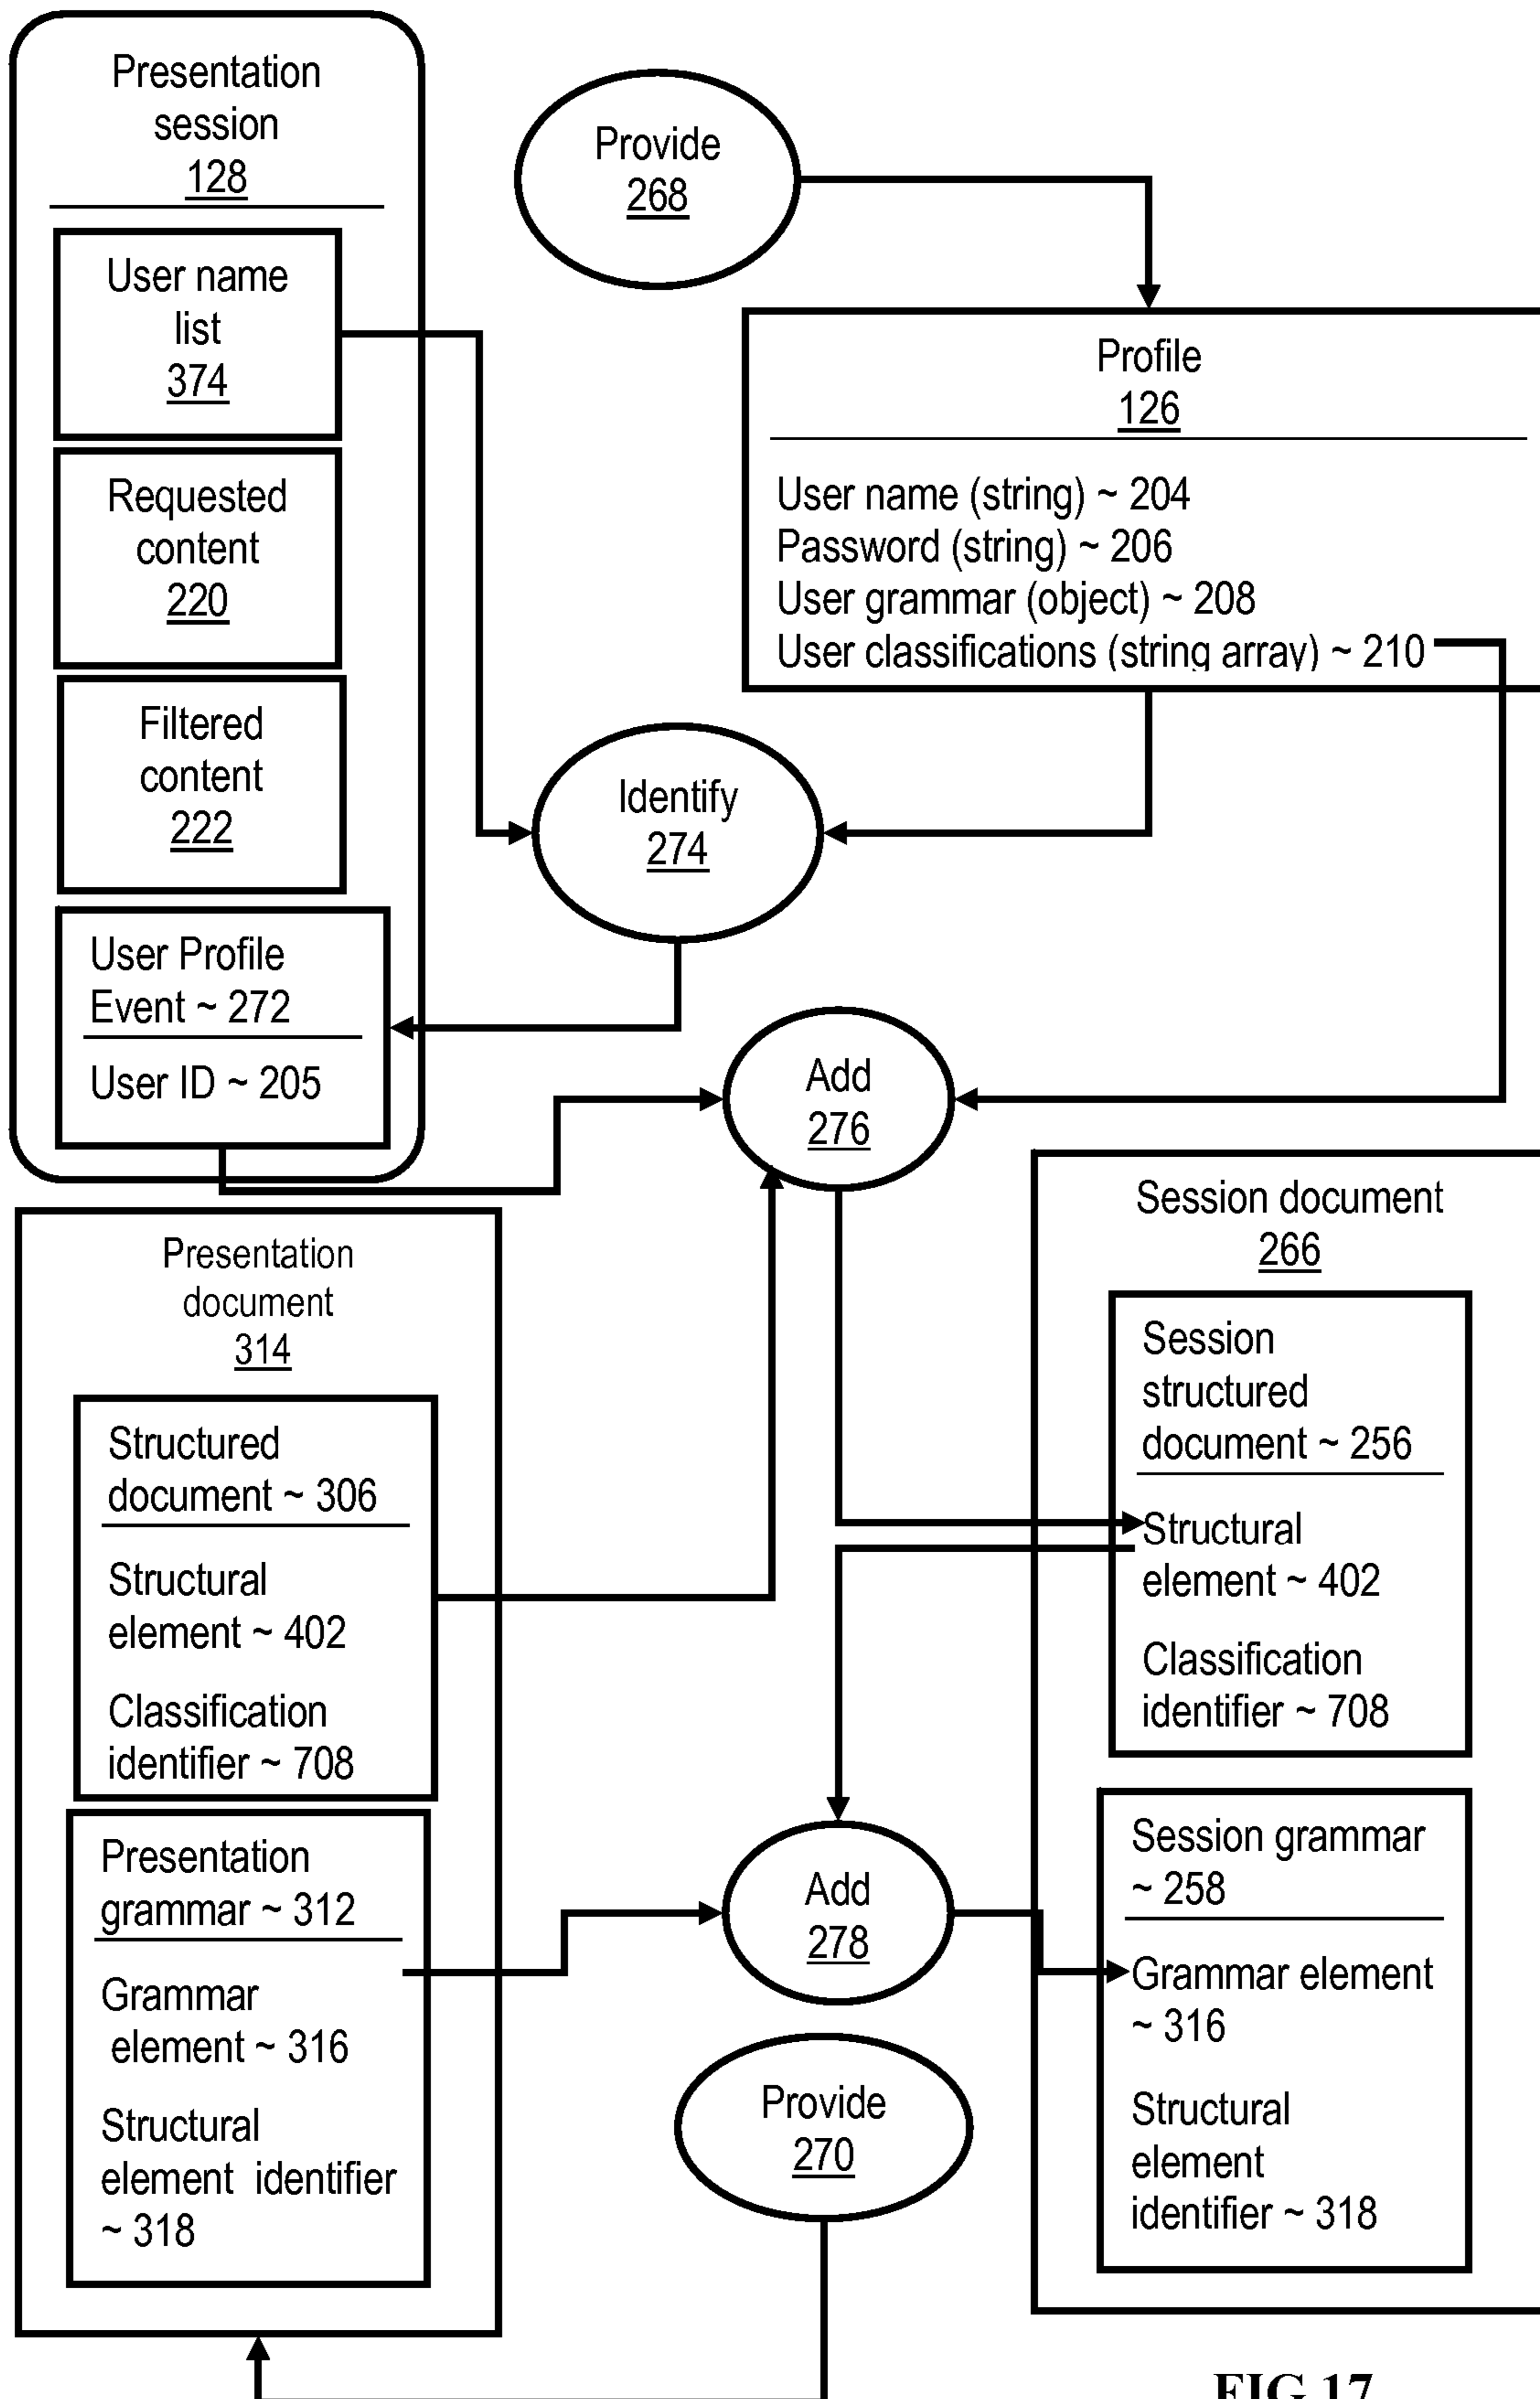 Presentation
session
128
User name
list
374
Requested
content
220
Filtered
content
222
User Profile
Event ~ 272
User ID ~ 205
Provide
268
Profile
126
User name (string) ~ 204
Password (string) ~ 206
User grammar (object) ~ 208
User classifications (string array) ~ 210
Identify
274
Add
276
Presentation
document
314
Structured
document ~ 306
Structural
element ~ 402
Classification
identifier ~ 708
Presentation
grammar ~ 312
Grammar
element ~ 316
Structural
element identifier
~ 318
Session document
266
Session
structured
document ~ 256
Structural
element ~ 402
Classification
identifier ~ 708
Add
278
Session grammar
~ 258
Grammar element
~ 316
Structural
element
identifier ~ 318
Provide
270
FIG 17